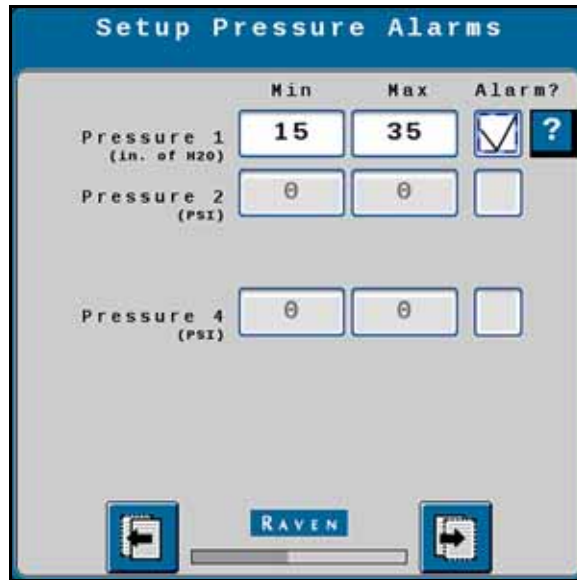 Setup Pressure Alarms
Min Max Alarm?
Pressure 1 15 35 ?
(in. of H2O)
Pressure 2 0 0
(PSI)
Pressure 4 0 0
(PSI)
RAVEN